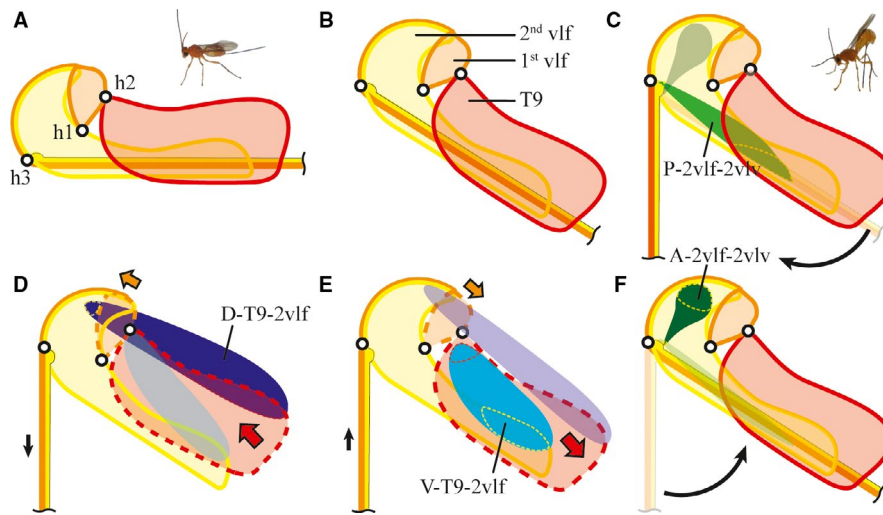 A
h2
h1
h3
B
2nd vlf
1st vlf
T9
C
P-2vlf-2vlv
D
D-T9-2vlf
E
V-T9-2vlf
A-2vlf-2vlv
F